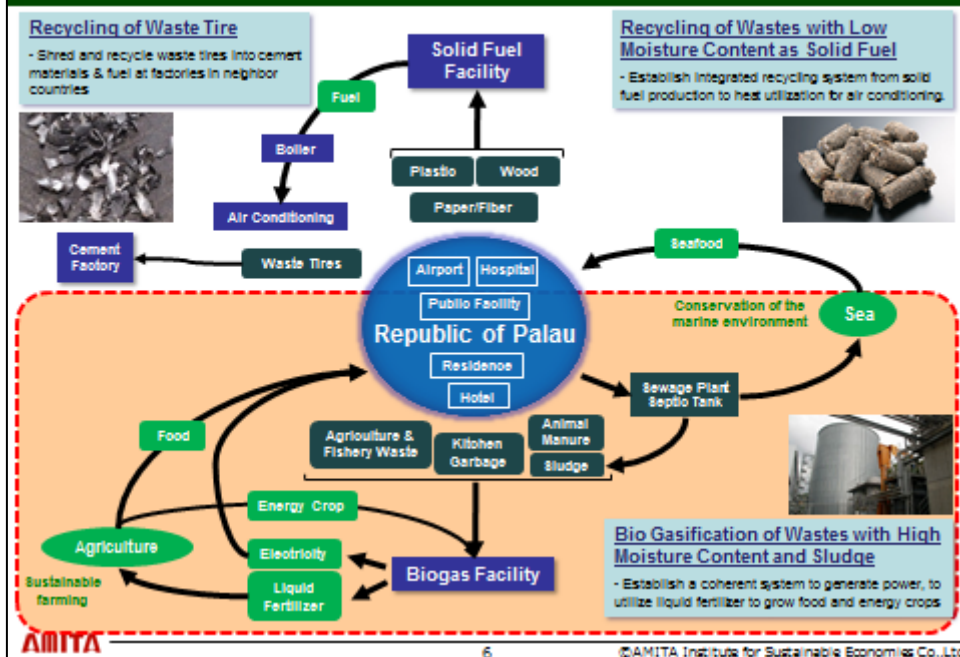 Recycling of Waste Tire
- Shred and recycle waste tires into cement
materials & fuel at factories in neighbor
countries
Solid Fuel
Facility
Recycling of Wastes with Low
Moisture Content as Solid Fuel
- Establish integrated recycling system from solid
fuel production to heat utilization for air conditioning.
Fuel
Boiler
Air Conditioning
Plastic
Wood
Paper/Fiber
Cement
Factory
Waste Tires
Seafood
Airport
Hospital
Public Facility
Republic of Palau
Residence
Hotel
Conservation of the
marine environment
Sea
Sewage Plant
Septic Tank
Food
Agriculture &
Fishery Waste
Kitchen
Garbage
Animal
Manure
Sludge
Energy Crop
Agriculture
Sustainable
farming
Electricity
Liquid
Fertilizer
Biogas Facility
Bio Gasification of Wastes with High
Moisture Content and Sludge
- Establish a coherent system to generate power, to
utilize liquid fertilizer to grow food and energy crops
AMITA
6
©AMITA Institute for Sustainable Economies Co.,Ltd